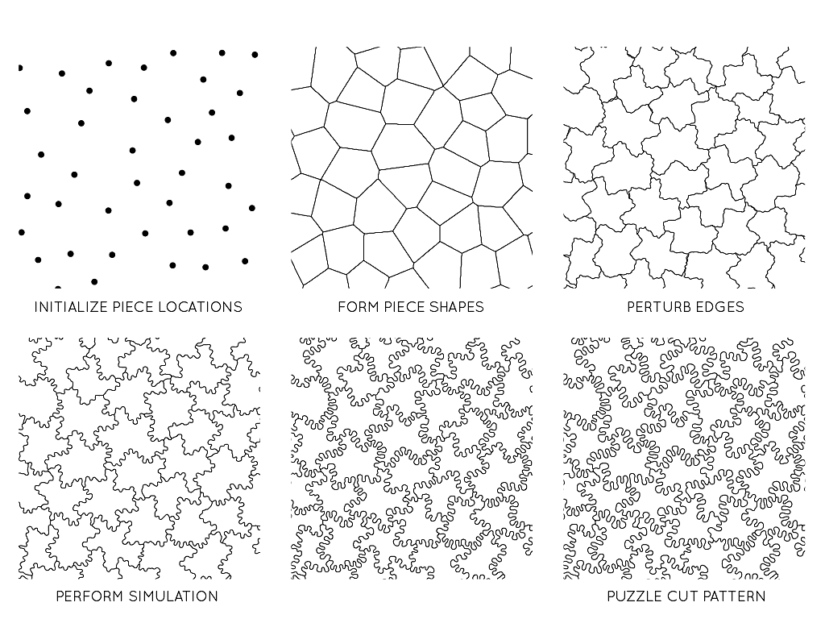 INITIALIZE PIECE LOCATIONS
FORM PIECE SHAPES
PERTURB EDGES
PERFORM SIMULATION
PUZZLE CUT PATTERN